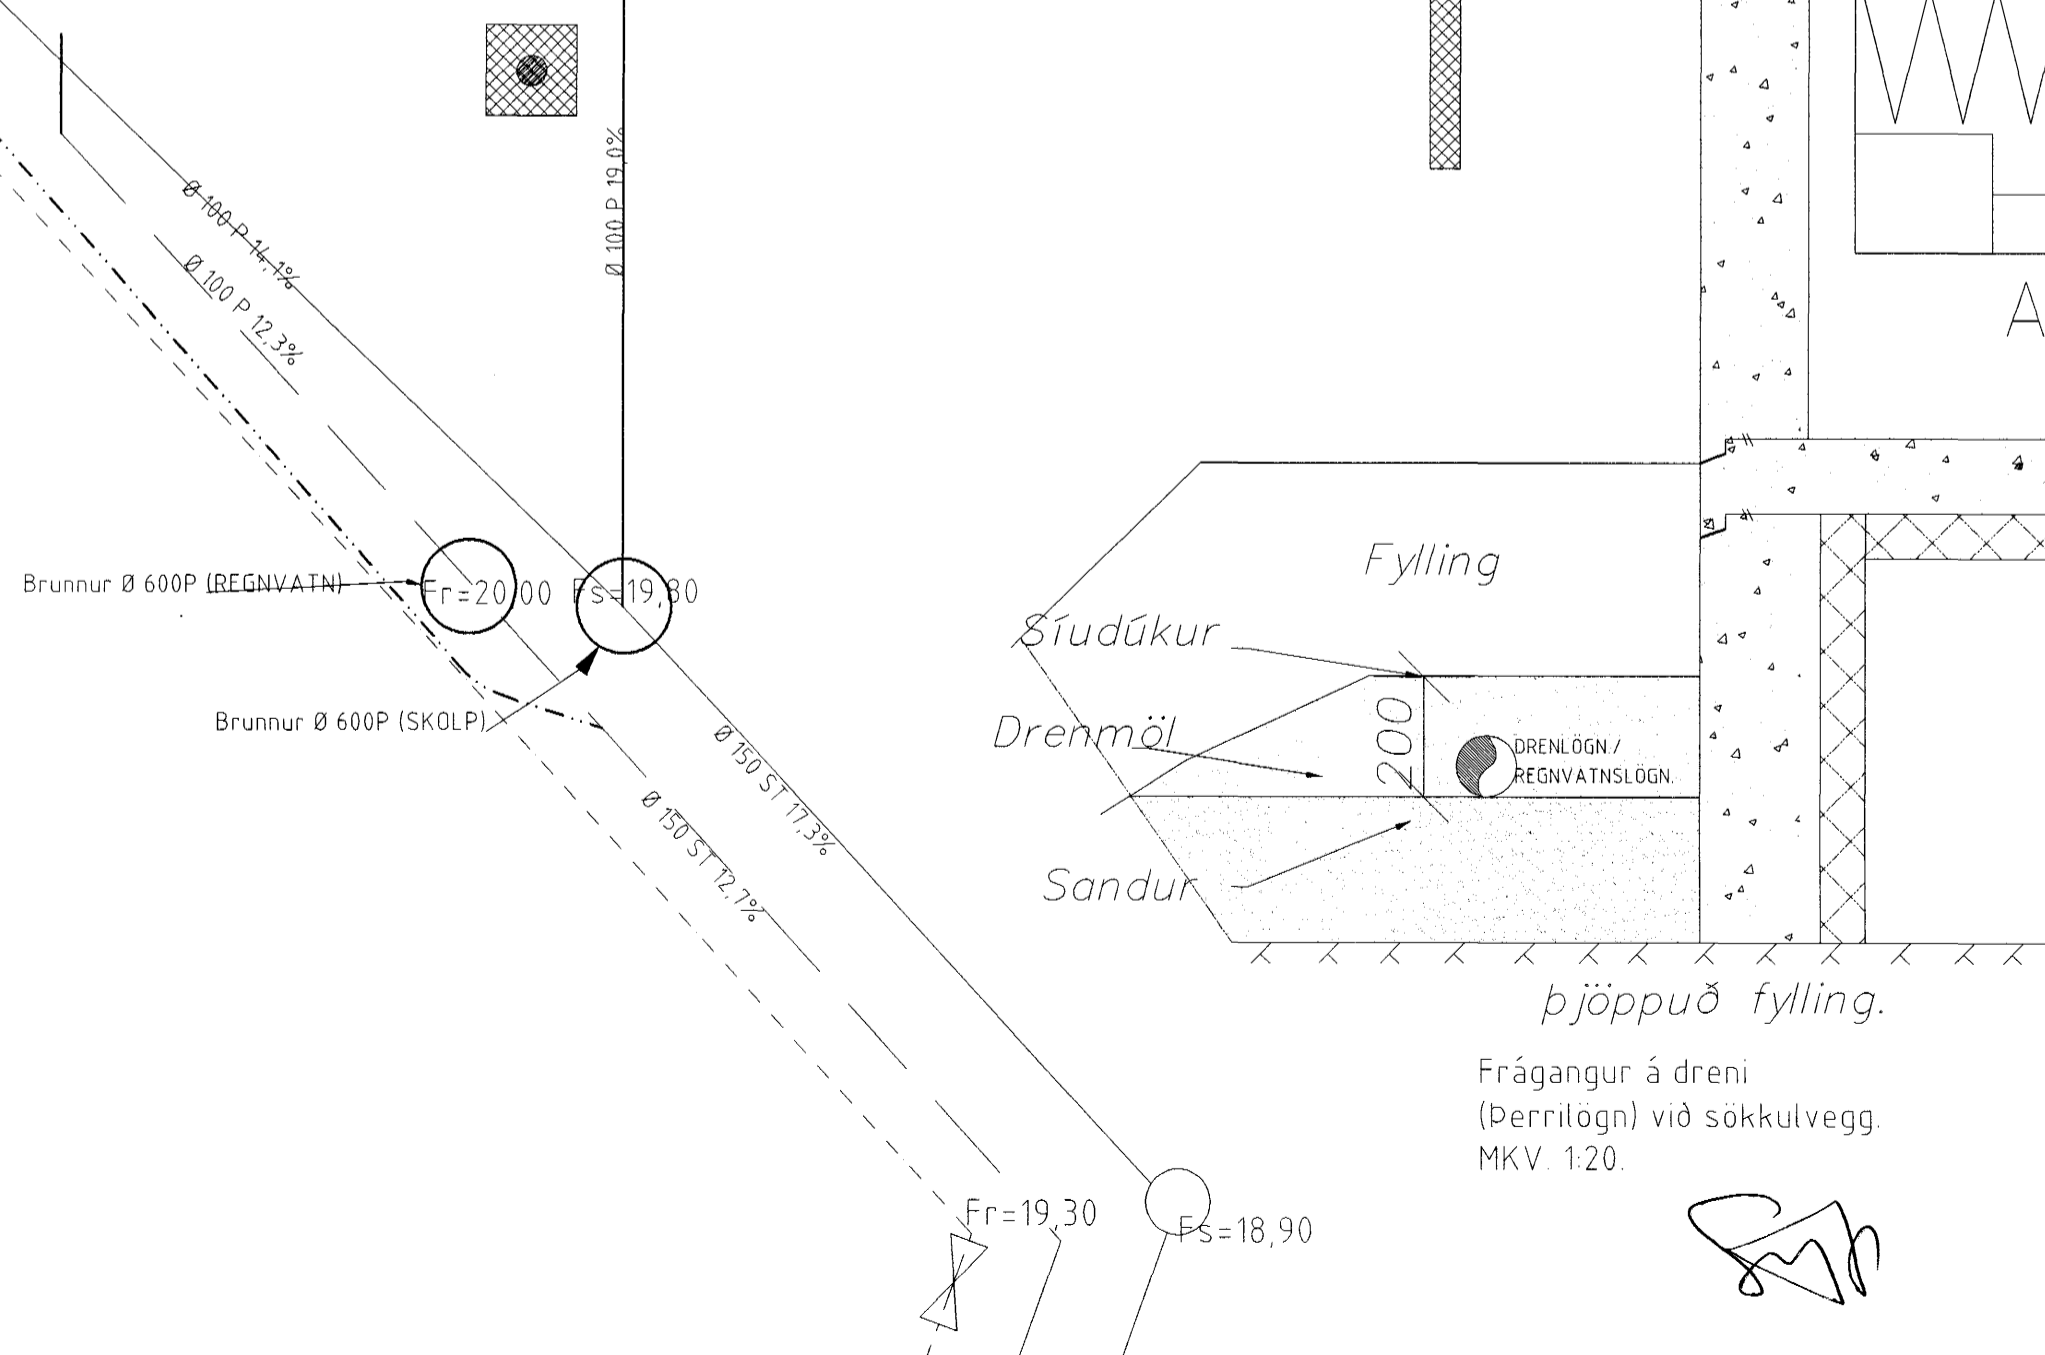 Ø 100 P 14,1%
Ø 100 P 12,3%
Ø 100 P 19,0%
Brunnur Ø 600P (REGNVATN)
Fr=20,00
Fs=19,80
Brunnur Ø 600P (SKOLP)
Ø 150 ST 17,3%
Ø 150 ST 12,7%
Fr=19,30
Fs=18,90
A
Fylling
Síudúkur
Drenmöl
200
DRENLÖGN./
REGNVATNSLÖGN.
Sandur
þjöppuð fylling.
Frágangur á dreni
(Þerrilögn) við sökkulvegg.
MKV. 1:20.